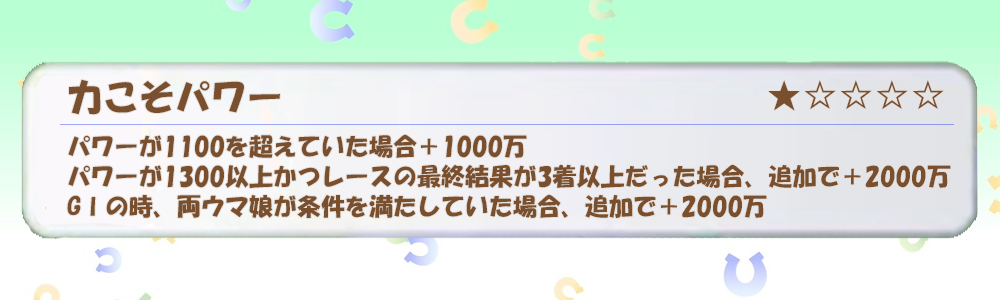 力こそパワー ★☆☆☆☆
パワーが1100を超えていた場合＋1000万
パワーが1300以上かつレースの最終結果が3着以上だった場合、追加で＋2000万
GⅠの時、両ウマ娘が条件を満たしていた場合、追加で＋2000万